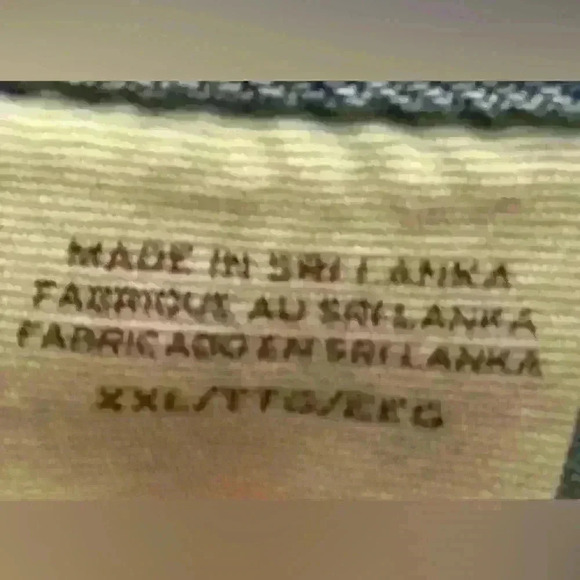 MADE IN SRI LANKA
FABRIQUE AU SRI LANKA
FABRICADO EN SRI LANKA
XXL/TTG/EEG